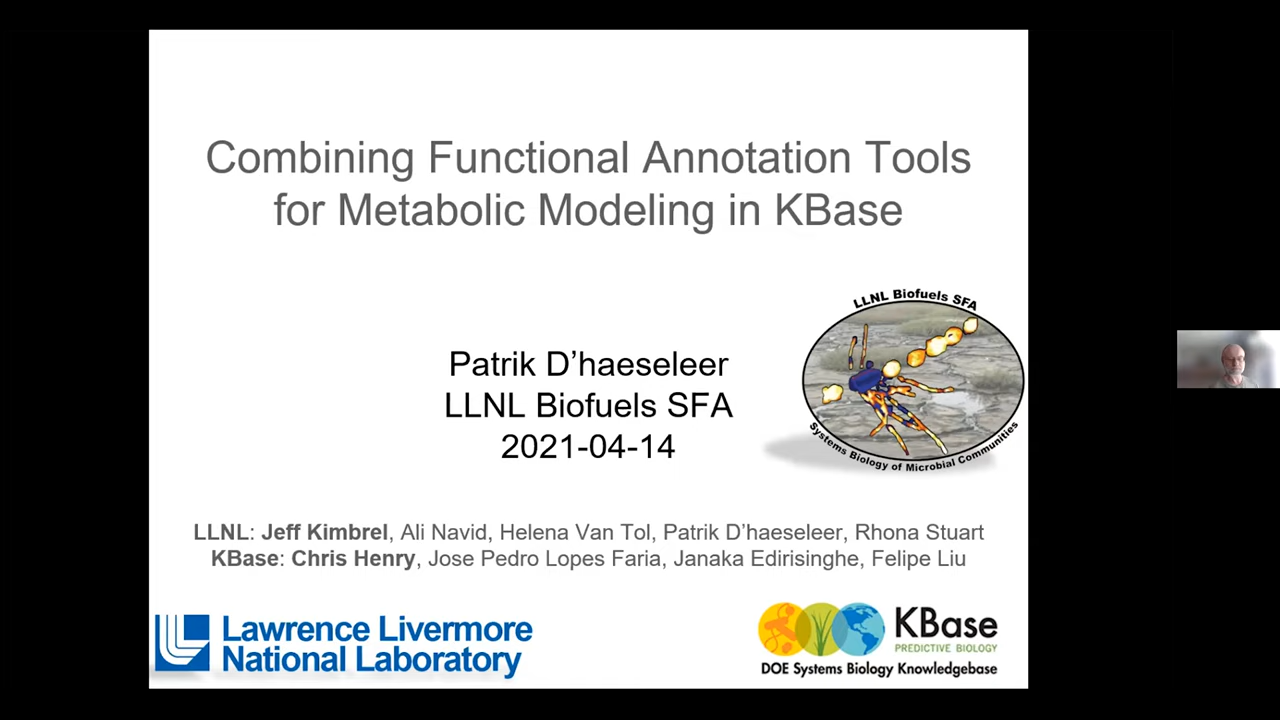 Combining Functional Annotation Tools
for Metabolic Modeling in KBase
LLNL Biofuels SFA
Patrik D’haeseleer
LLNL Biofuels SFA
2021-04-14
Systems Biology of Microbial Communities
LLNL: Jeff Kimbrel, Ali Navid, Helena Van Tol, Patrik D’haeseleer, Rhona Stuart
KBase: Chris Henry, Jose Pedro Lopes Faria, Janaka Edirisinghe, Felipe Liu
Lawrence Livermore
National Laboratory
KBase
PREDICTIVE BIOLOGY
DOE Systems Biology Knowledgebase